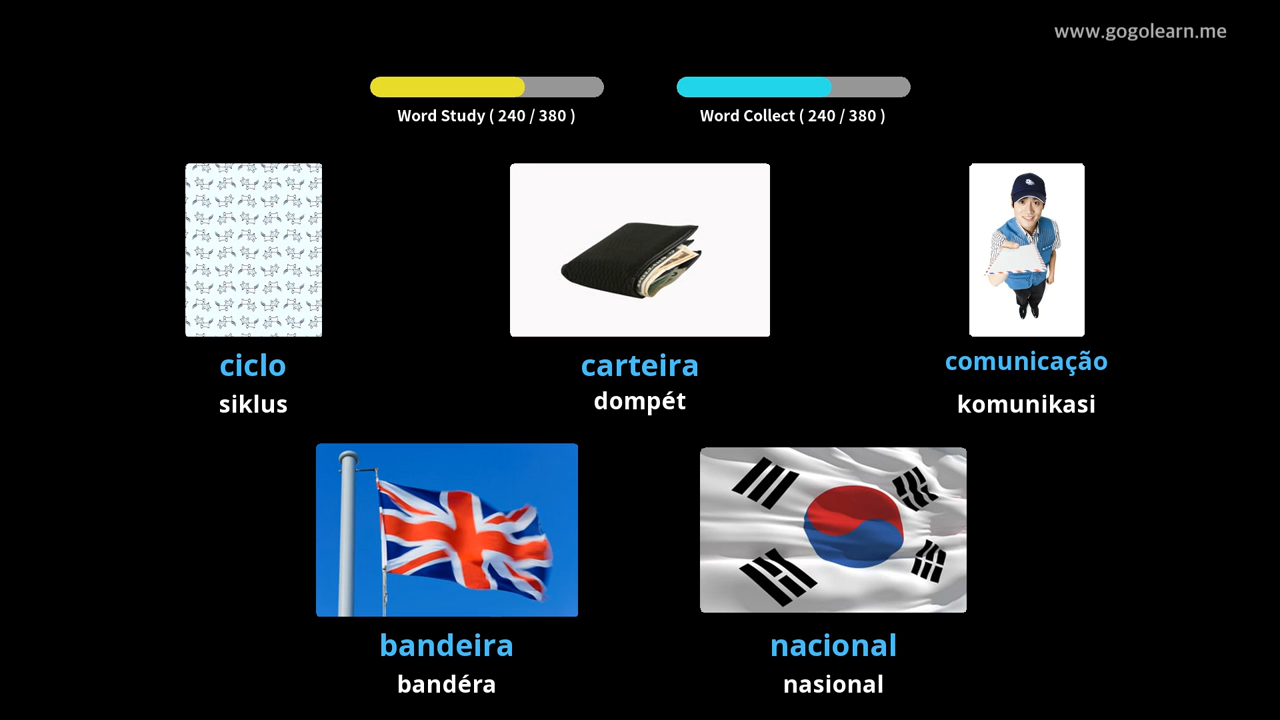 www.gogolearn.me
Word Study ( 240 / 380 )
Word Collect ( 240 / 380 )
ciclo
siklus
carteira
dompét
comunicação
komunikasi
bandeira
bandéra
nacional
nasional